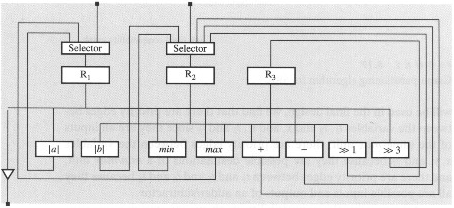 Selector Selector
R₁ R₂ R₃
|a| |b| min max + − ≫1 ≫3